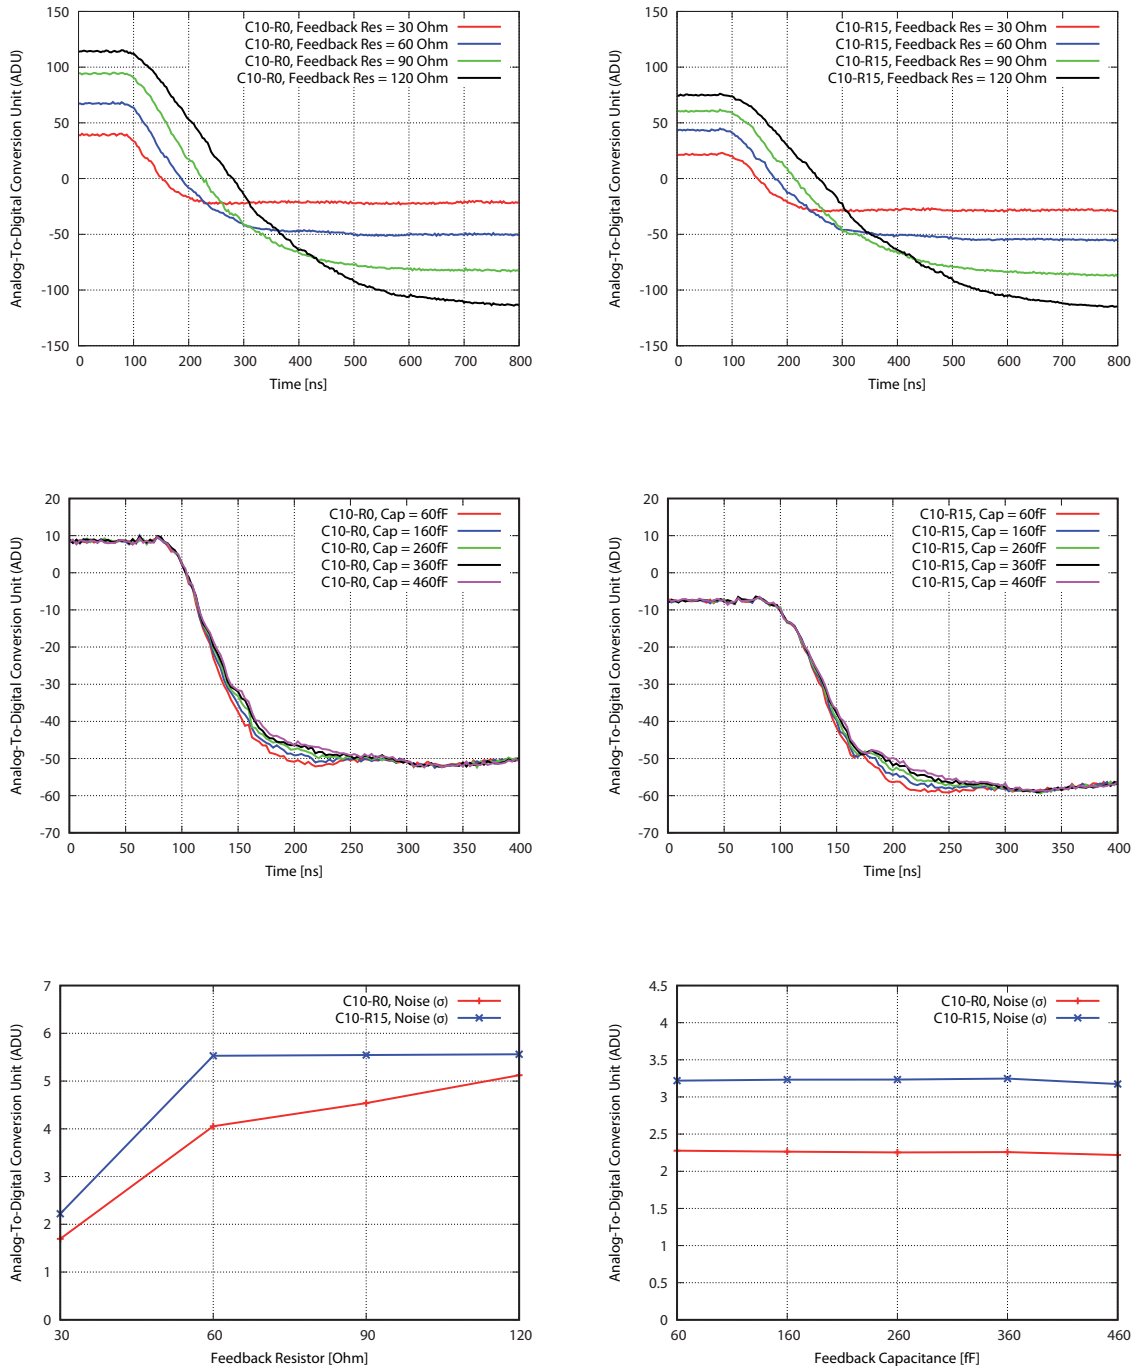 C10-R0, Feedback Res = 30 Ohm
C10-R0, Feedback Res = 60 Ohm
C10-R0, Feedback Res = 90 Ohm
C10-R0, Feedback Res = 120 Ohm
150
100
50
0
-50
-100
-150
0 100 200 300 400 500 600 700 800
Time [ns]
Analog-To-Digital Conversion Unit (ADU)
C10-R15, Feedback Res = 30 Ohm
C10-R15, Feedback Res = 60 Ohm
C10-R15, Feedback Res = 90 Ohm
C10-R15, Feedback Res = 120 Ohm
150
100
50
0
-50
-100
-150
0 100 200 300 400 500 600 700 800
Time [ns]
Analog-To-Digital Conversion Unit (ADU)
C10-R0, Cap = 60fF
C10-R0, Cap = 160fF
C10-R0, Cap = 260fF
C10-R0, Cap = 360fF
C10-R0, Cap = 460fF
20
10
0
-10
-20
-30
-40
-50
-60
-70
0 50 100 150 200 250 300 350 400
Time [ns]
Analog-To-Digital Conversion Unit (ADU)
C10-R15, Cap = 60fF
C10-R15, Cap = 160fF
C10-R15, Cap = 260fF
C10-R15, Cap = 360fF
C10-R15, Cap = 460fF
20
10
0
-10
-20
-30
-40
-50
-60
-70
0 50 100 150 200 250 300 350 400
Time [ns]
Analog-To-Digital Conversion Unit (ADU)
C10-R0, Noise (σ)
C10-R15, Noise (σ)
7
6
5
4
3
2
1
0
30 60 90 120
Feedback Resistor [Ohm]
Analog-To-Digital Conversion Unit (ADU)
C10-R0, Noise (σ)
C10-R15, Noise (σ)
4.5
4
3.5
3
2.5
2
1.5
1
0.5
0
60 160 260 360 460
Feedback Capacitance [fF]
Analog-To-Digital Conversion Unit (ADU)